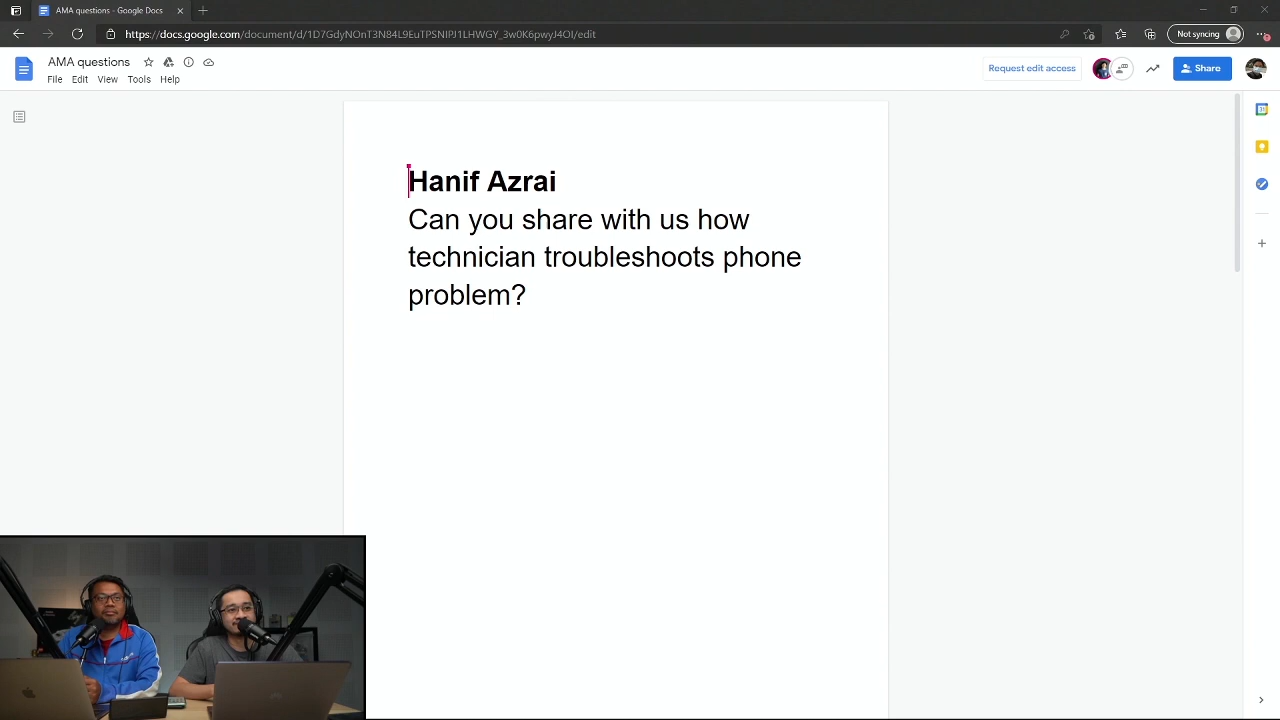 AMA questions - Google Docs
https://docs.google.com/document/d/1D7GdyNOnT3N84L9EuTPSNIPJ1LHWGY_3w0K6pwyJ4OI/edit
Not syncing
AMA questions
File Edit View Tools Help
Request edit access
Share
Hanif Azrai
Can you share with us how
technician troubleshoots phone
problem?